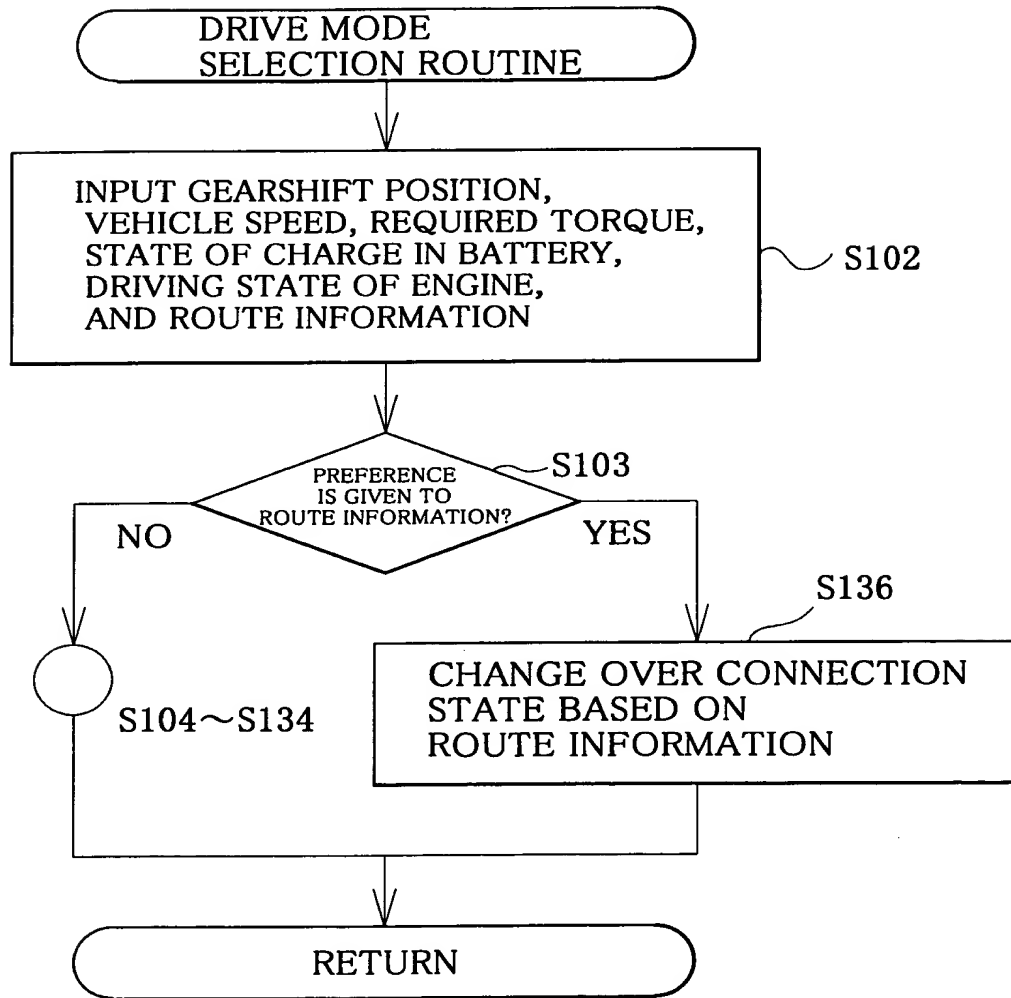 DRIVE MODE
SELECTION ROUTINE
INPUT GEARSHIFT POSITION,
VEHICLE SPEED, REQUIRED TORQUE,
STATE OF CHARGE IN BATTERY,
DRIVING STATE OF ENGINE,
AND ROUTE INFORMATION
S102
PREFERENCE
IS GIVEN TO
ROUTE INFORMATION?
S103
NO
YES
S104～S134
S136
CHANGE OVER CONNECTION
STATE BASED ON
ROUTE INFORMATION
RETURN